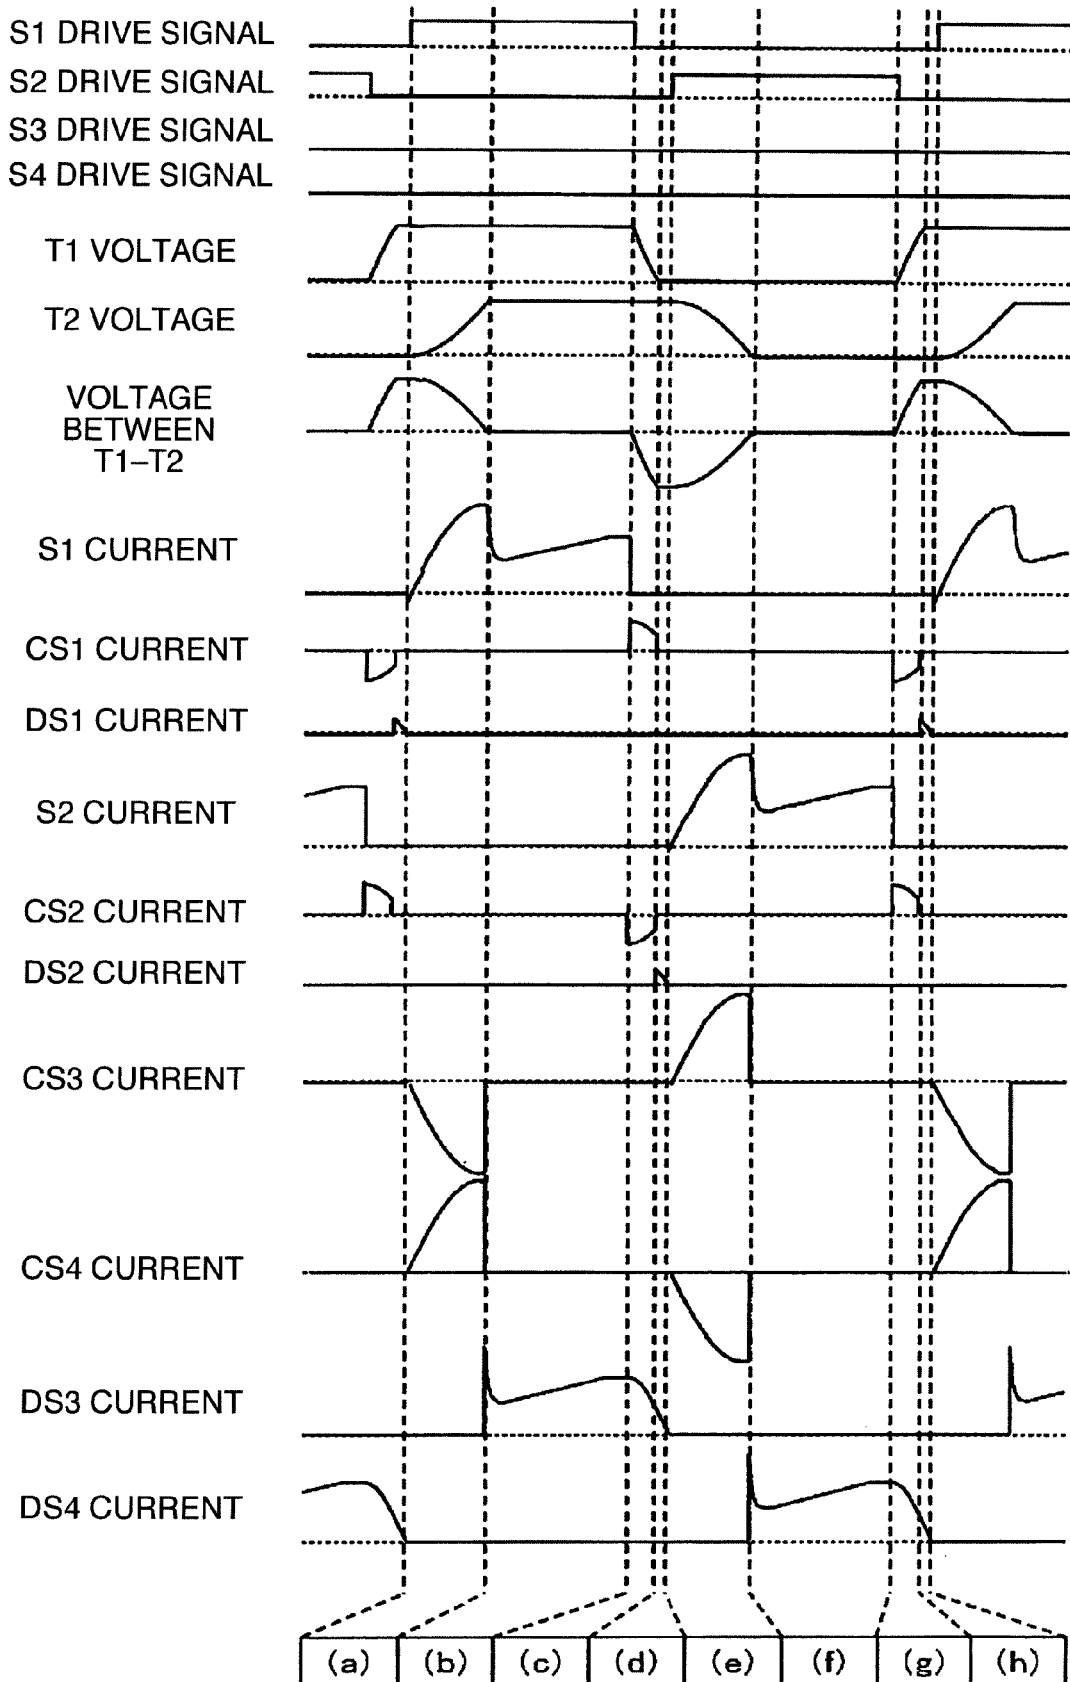 S1 DRIVE SIGNAL
S2 DRIVE SIGNAL
S3 DRIVE SIGNAL
S4 DRIVE SIGNAL
T1 VOLTAGE
T2 VOLTAGE
VOLTAGE
BETWEEN
T1–T2
S1 CURRENT
CS1 CURRENT
DS1 CURRENT
S2 CURRENT
CS2 CURRENT
DS2 CURRENT
CS3 CURRENT
CS4 CURRENT
DS3 CURRENT
DS4 CURRENT
(a) (b) (c) (d) (e) (f) (g) (h)